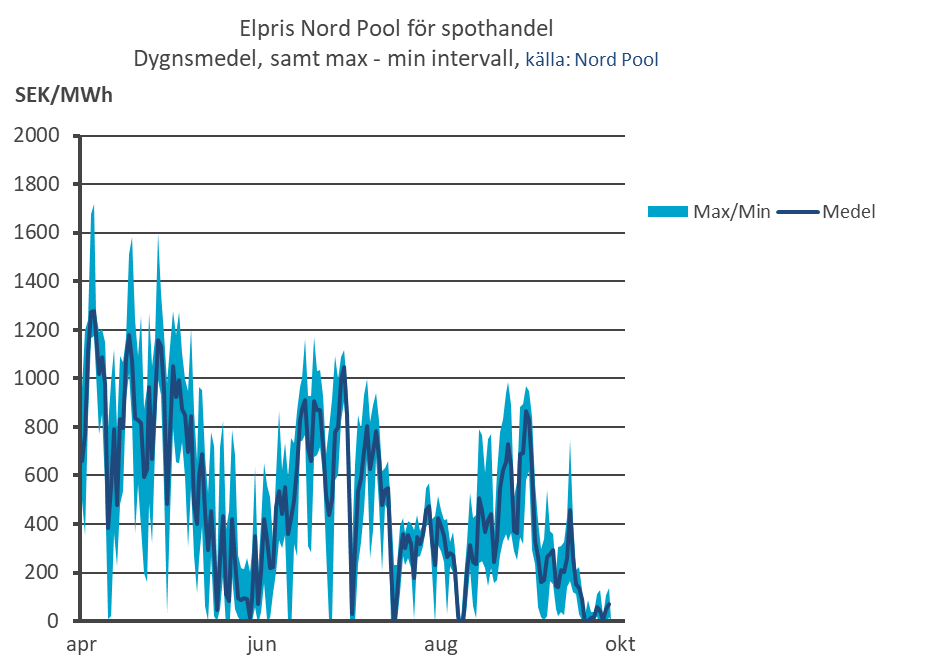 Elpris Nord Pool för spothandel
Dygnsmedel, samt max - min intervall, källa: Nord Pool
SEK/MWh
2000
1800
1600
1400
1200
1000
800
600
400
200
0
apr jun aug okt
Max/Min Medel